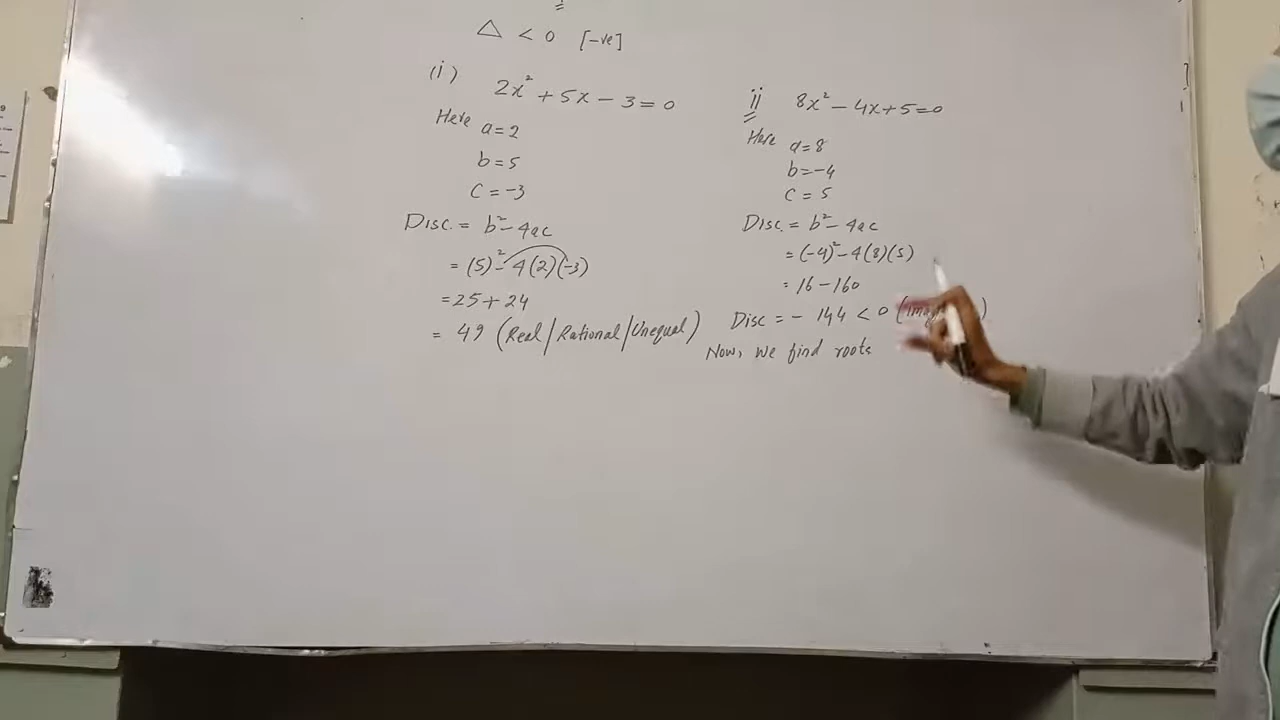 △ < 0 [-ve]
(i) 2x² + 5x - 3 = 0
Here a = 2
b = 5
c = -3
Disc. = b² - 4ac
= (5)² - 4(2)(-3)
= 25 + 24
= 49 (Real/Rational/Unequal)
ii 8x² - 4x + 5 = 0
Here a = 8
b = -4
c = 5
Disc. = b² - 4ac
= (-4)² - 4(8)(5)
= 16 - 160
Disc = - 144 < 0
Now, we find roots